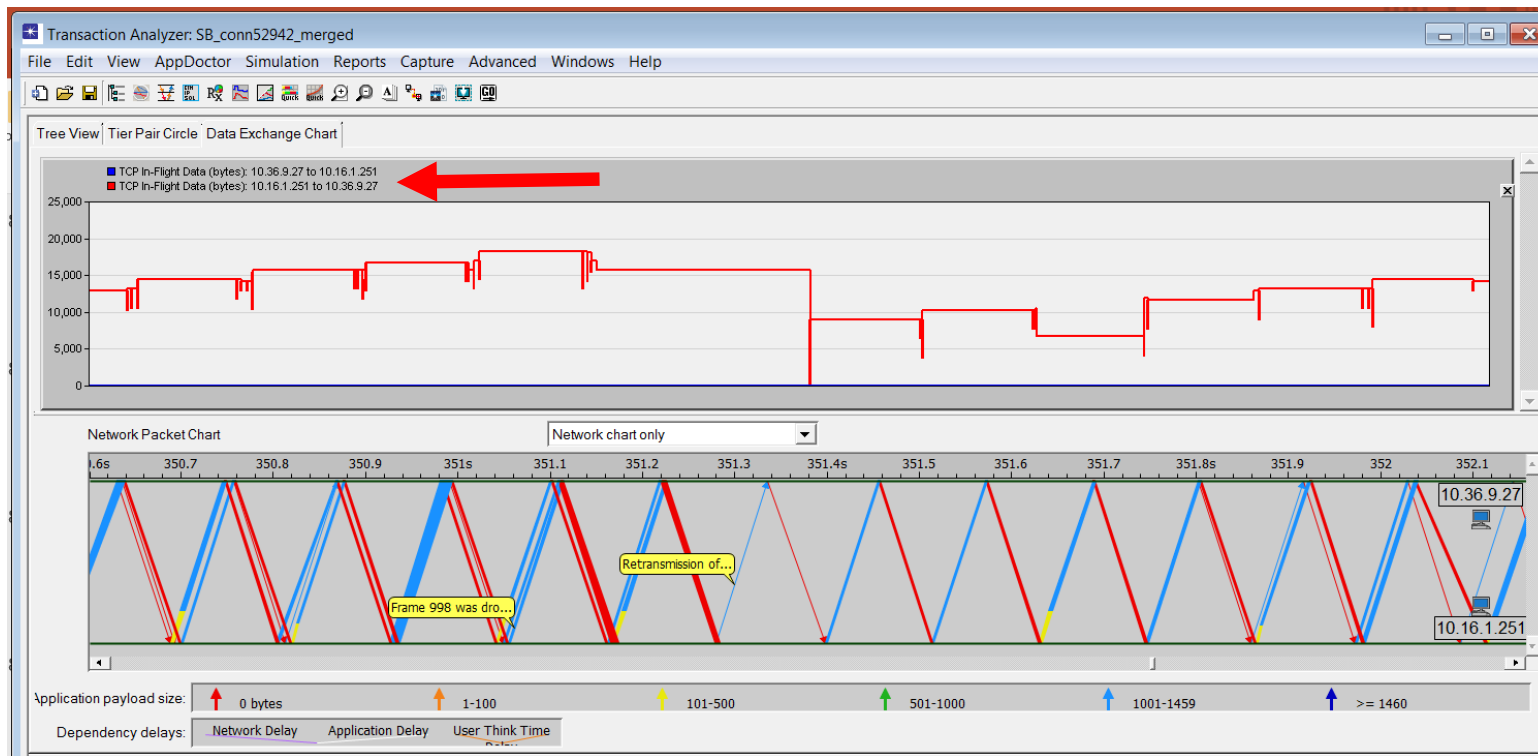 Transaction Analyzer: SB_conn52942_merged
File Edit View AppDoctor Simulation Reports Capture Advanced Windows Help
Tree View Tier Pair Circle Data Exchange Chart
TCP In-Flight Data (bytes): 10.36.9.27 to 10.16.1.251
TCP In-Flight Data (bytes): 10.16.1.251 to 10.36.9.27
25,000
20,000
15,000
10,000
5,000
0
Network Packet Chart Network chart only
.6s 350.7 350.8 350.9 351s 351.1 351.2 351.3 351.4s 351.5 351.6 351.7 351.8s 351.9 352 352.1
10.36.9.27
Retransmission of...
Frame 998 was dro...
10.16.1.251
Application payload size: 0 bytes 1-100 101-500 501-1000 1001-1459 >= 1460
Dependency delays: Network Delay Application Delay User Think Time